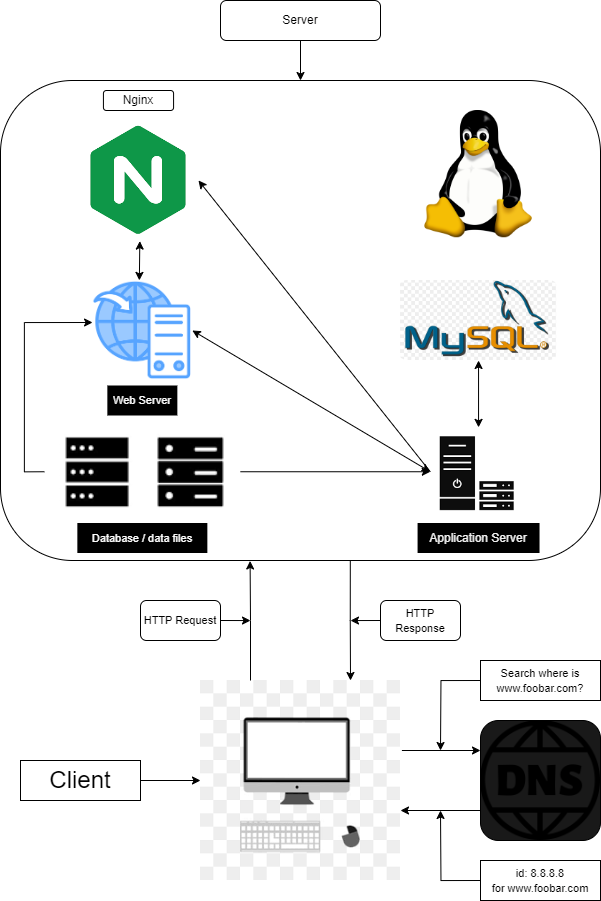 Server
Nginx
N
MySQL
Web Server
Database / data files
Application Server
HTTP Request
HTTP
Response
Search where is
www.foobar.com?
Client
DNS
id: 8.8.8.8
for www.foobar.com